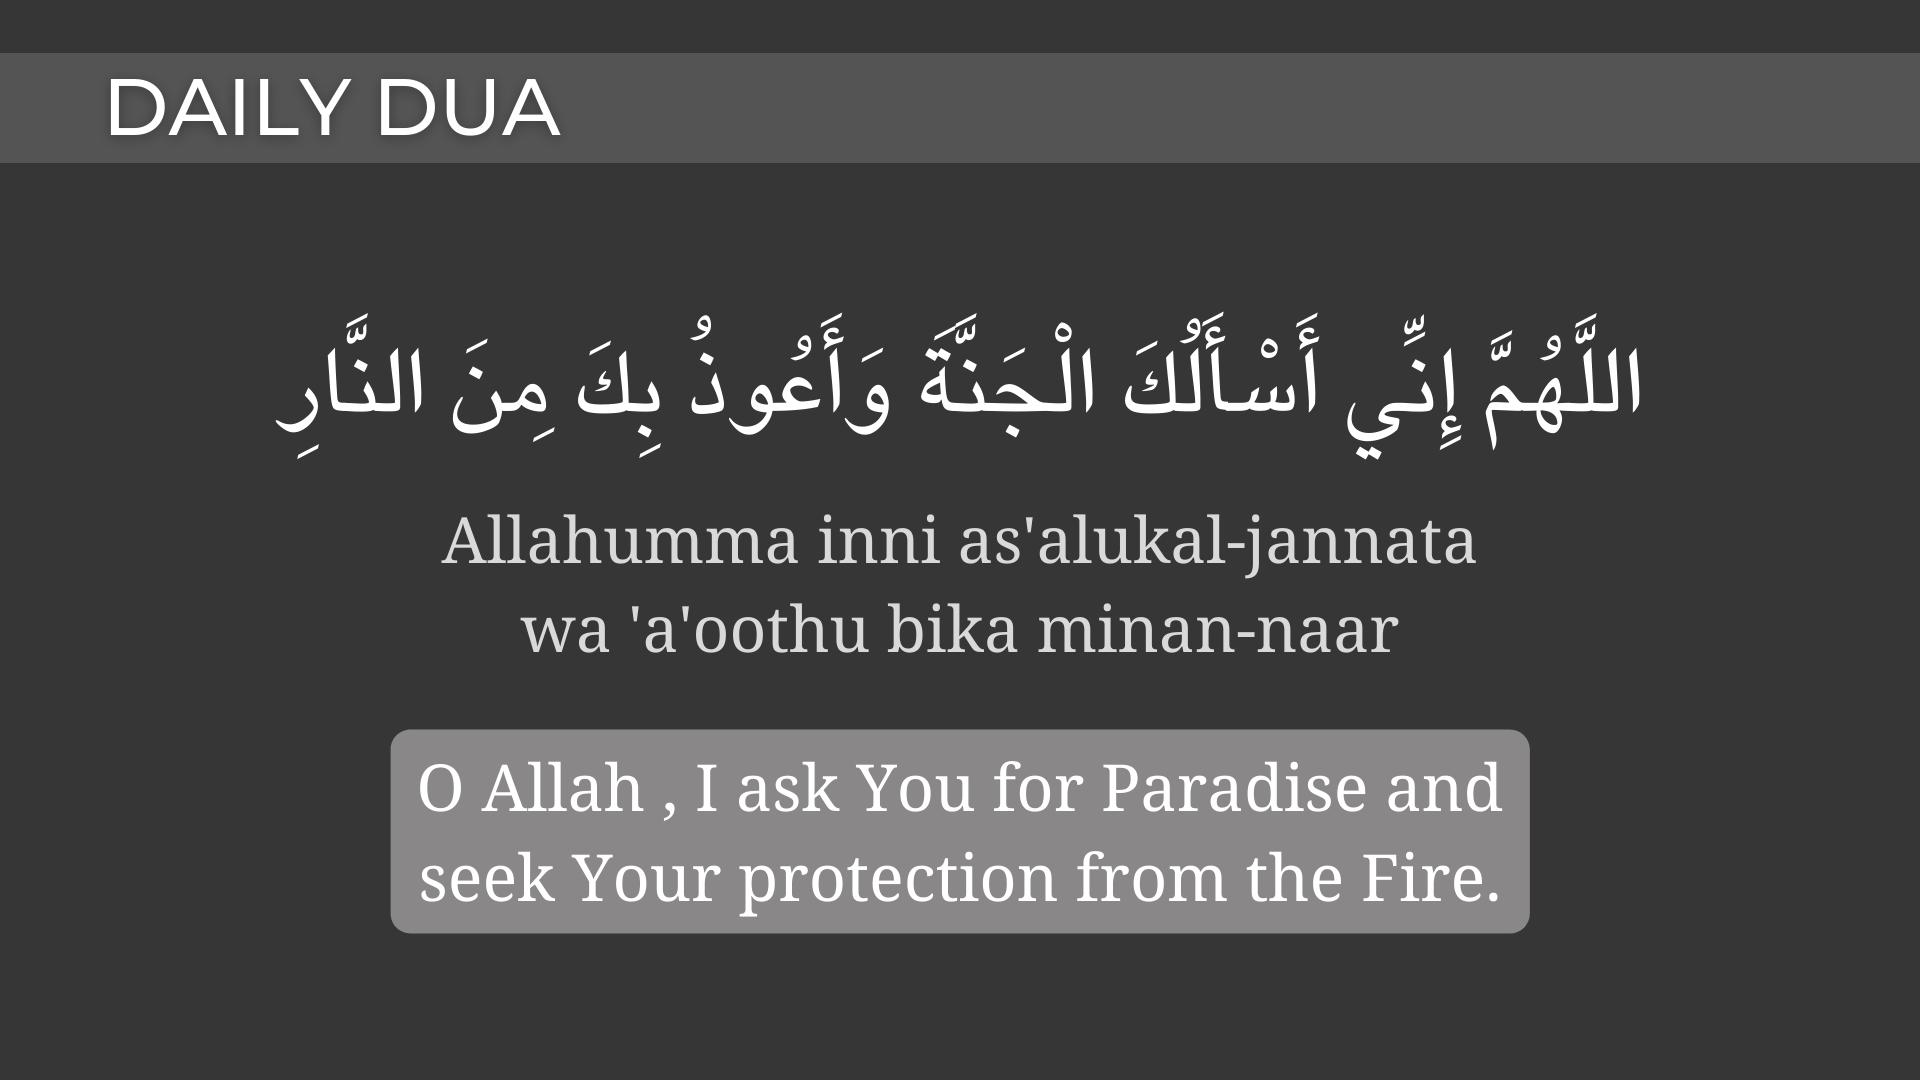 DAILY DUA
اللَّهُمَّ إِنِّي أَسْأَلُكَ الْجَنَّةَ وَأَعُوذُ بِكَ مِنَ النَّارِ
Allahumma inni as'alukal-jannata
wa 'a'oothu bika minan-naar
O Allah , I ask You for Paradise and
seek Your protection from the Fire.